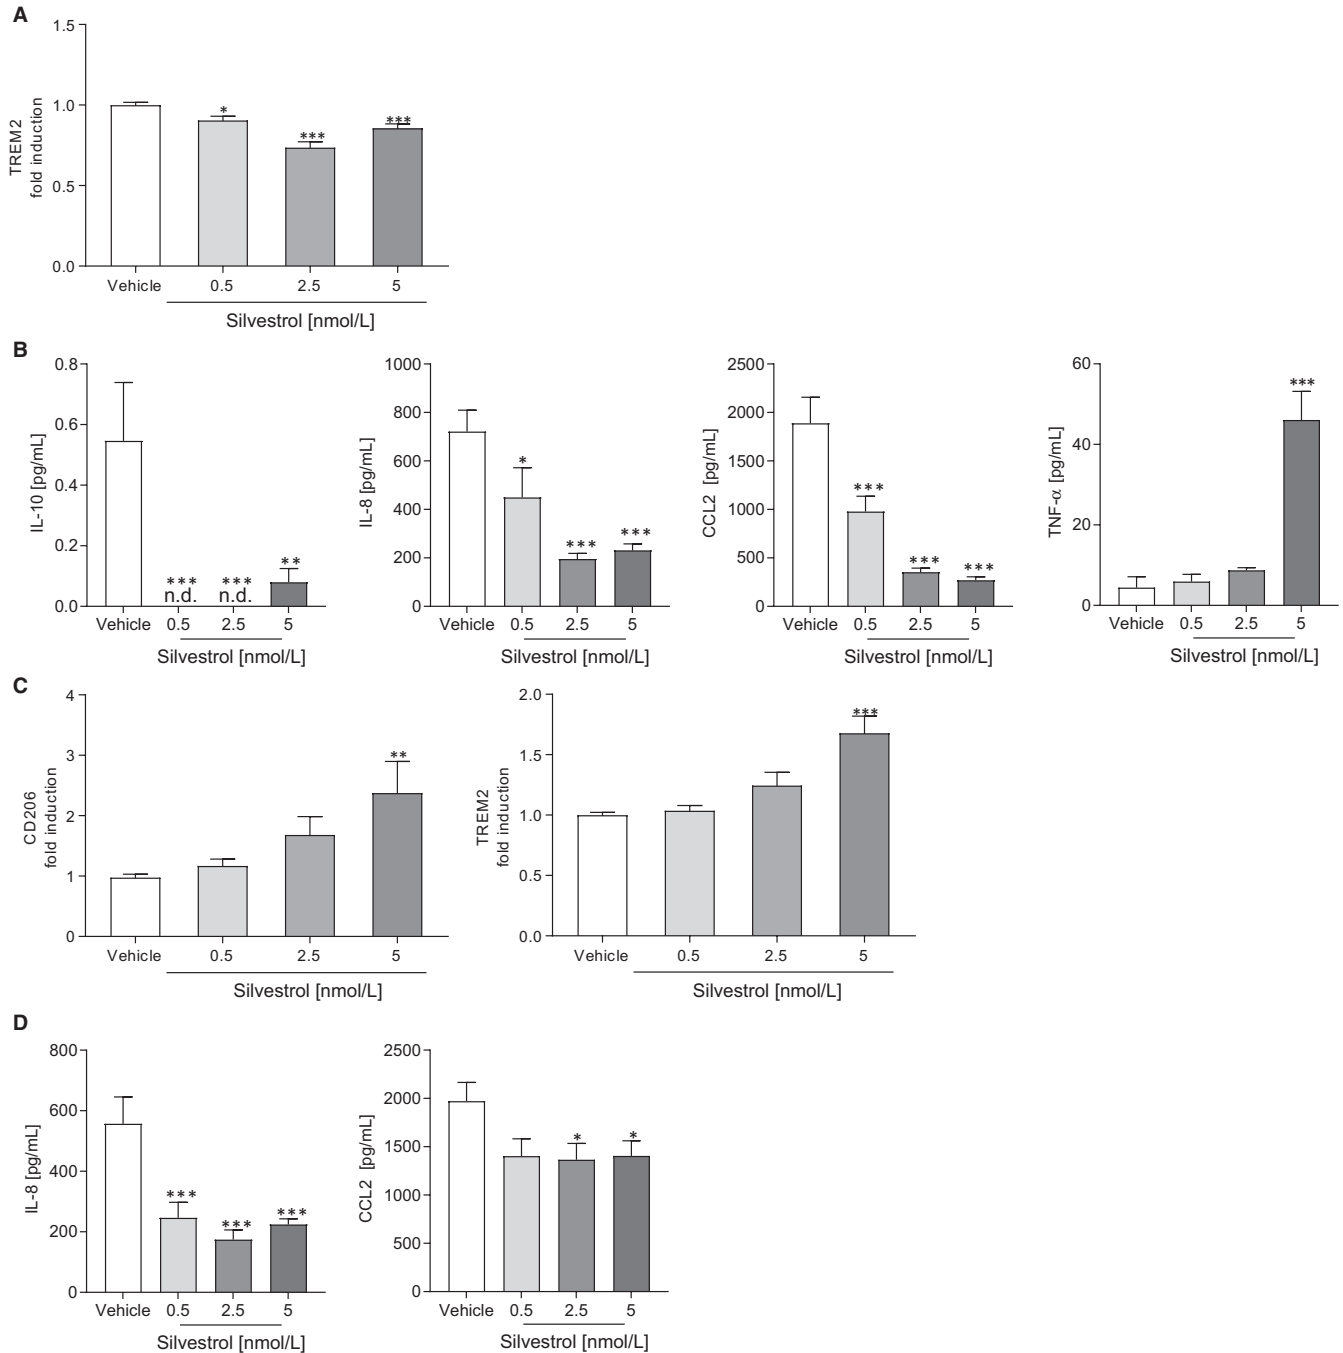 A
TREM2
fold induction
1.5
1.0
0.5
0.0
*
***
***
Vehicle 0.5 2.5 5
Silvestrol [nmol/L]
B
IL-10 [pg/mL]
0.8
0.6
0.4
0.2
0.0
***
n.d.
***
n.d.
**
Vehicle 0.5 2.5 5
Silvestrol [nmol/L]
IL-8 [pg/mL]
1000
800
600
400
200
0
*
***
***
Vehicle 0.5 2.5 5
Silvestrol [nmol/L]
CCL2 [pg/mL]
2500
2000
1500
1000
500
0
***
***
***
Vehicle 0.5 2.5 5
Silvestrol [nmol/L]
TNF-α [pg/mL]
60
40
20
0
***
Vehicle 0.5 2.5 5
Silvestrol [nmol/L]
C
CD206
fold induction
4
3
2
1
0
**
Vehicle 0.5 2.5 5
Silvestrol [nmol/L]
TREM2
fold induction
2.0
1.5
1.0
0.5
0.0
***
Vehicle 0.5 2.5 5
Silvestrol [nmol/L]
D
IL-8 [pg/mL]
800
600
400
200
0
***
***
***
Vehicle 0.5 2.5 5
Silvestrol [nmol/L]
CCL2 [pg/mL]
2500
2000
1500
1000
500
0
*
*
Vehicle 0.5 2.5 5
Silvestrol [nmol/L]